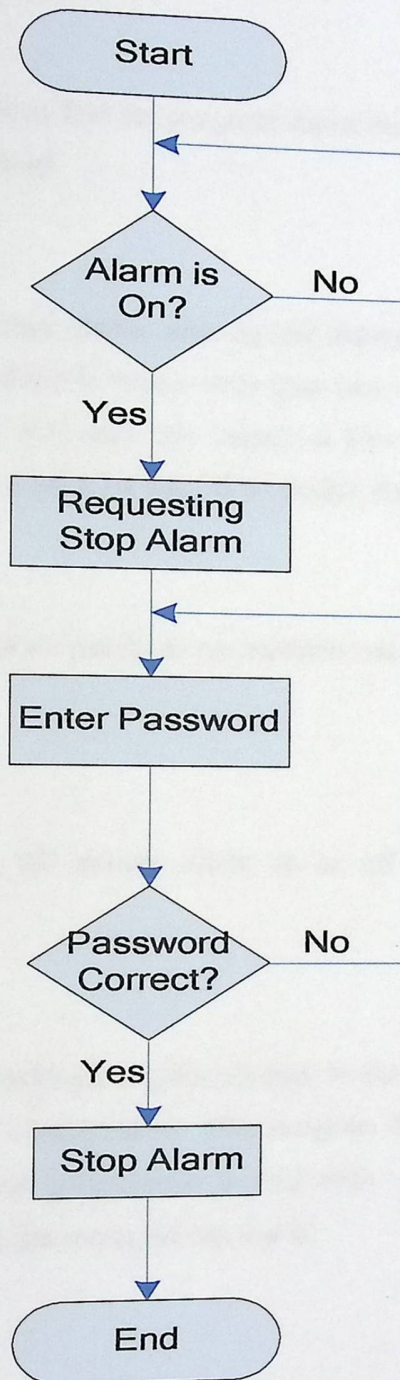 Start
Alarm is
On?
No
Yes
Requesting
Stop Alarm
Enter Password
Password
Correct?
No
Yes
Stop Alarm
End